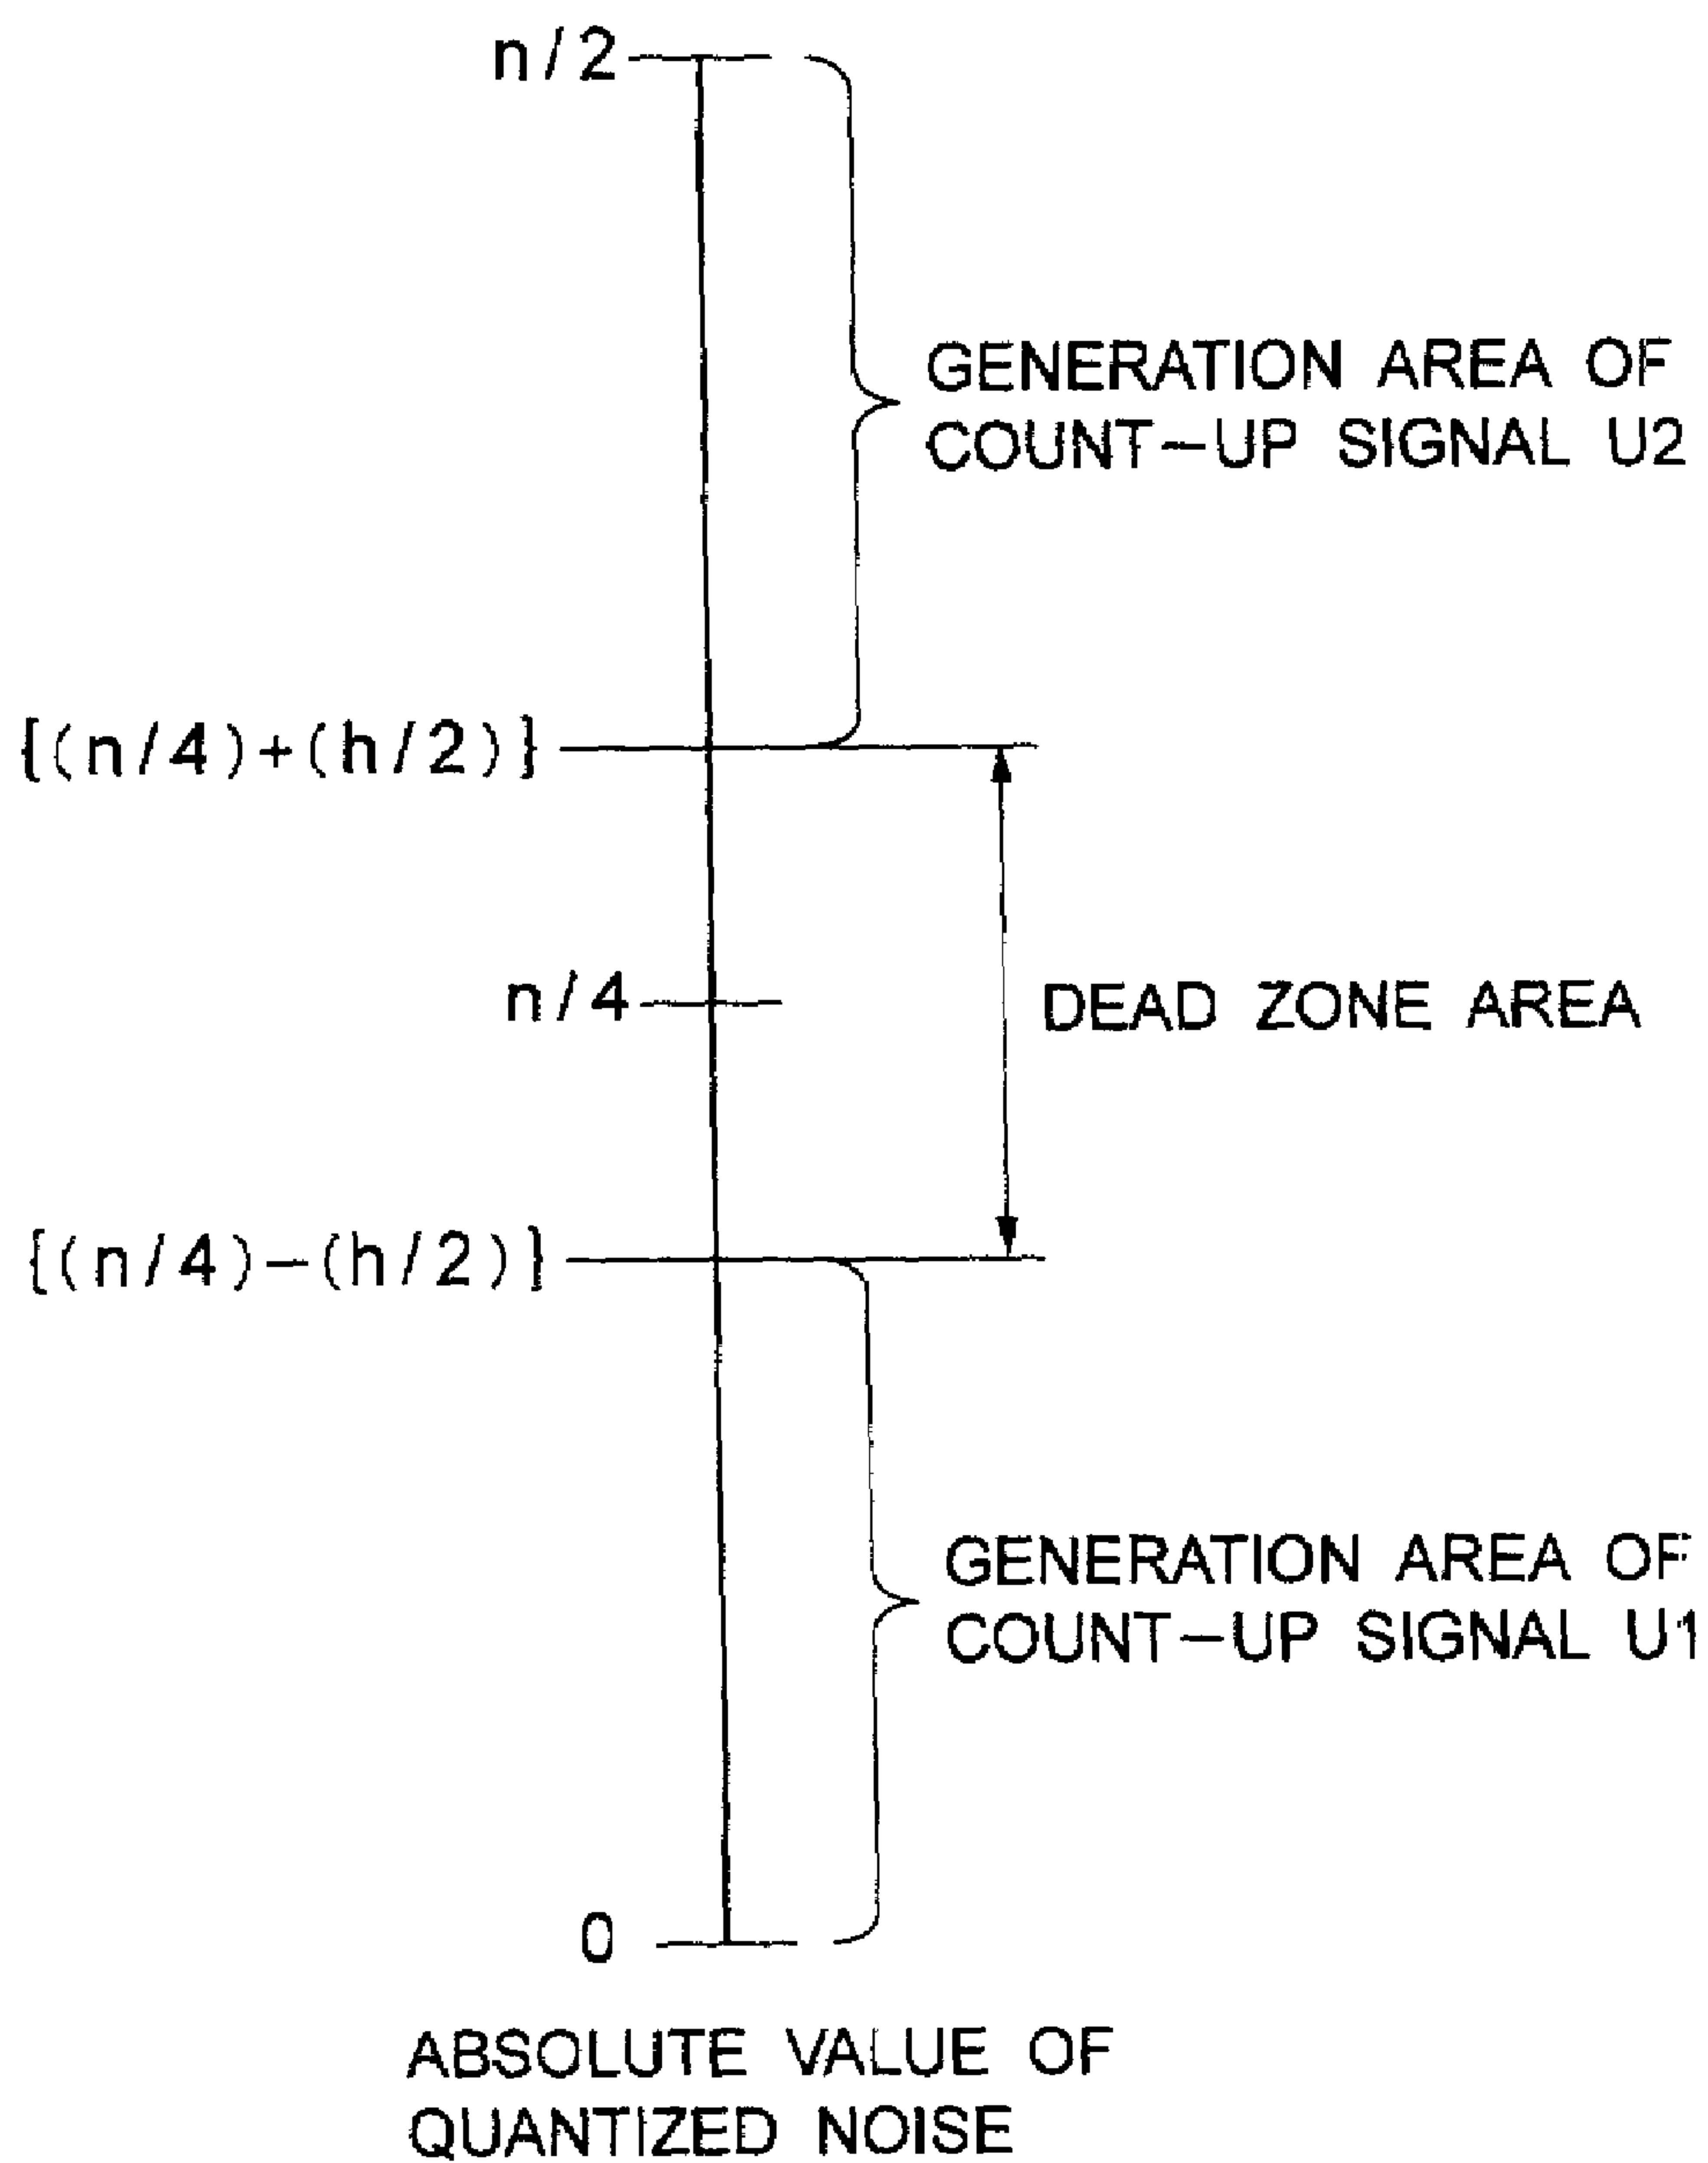 n/2
GENERATION AREA OF
COUNT-UP SIGNAL U2
{(n/4)+(h/2)}
n/4
DEAD ZONE AREA
{(n/4)-(h/2)}
GENERATION AREA OF
COUNT-UP SIGNAL U1
0
ABSOLUTE VALUE OF
QUANTIZED NOISE